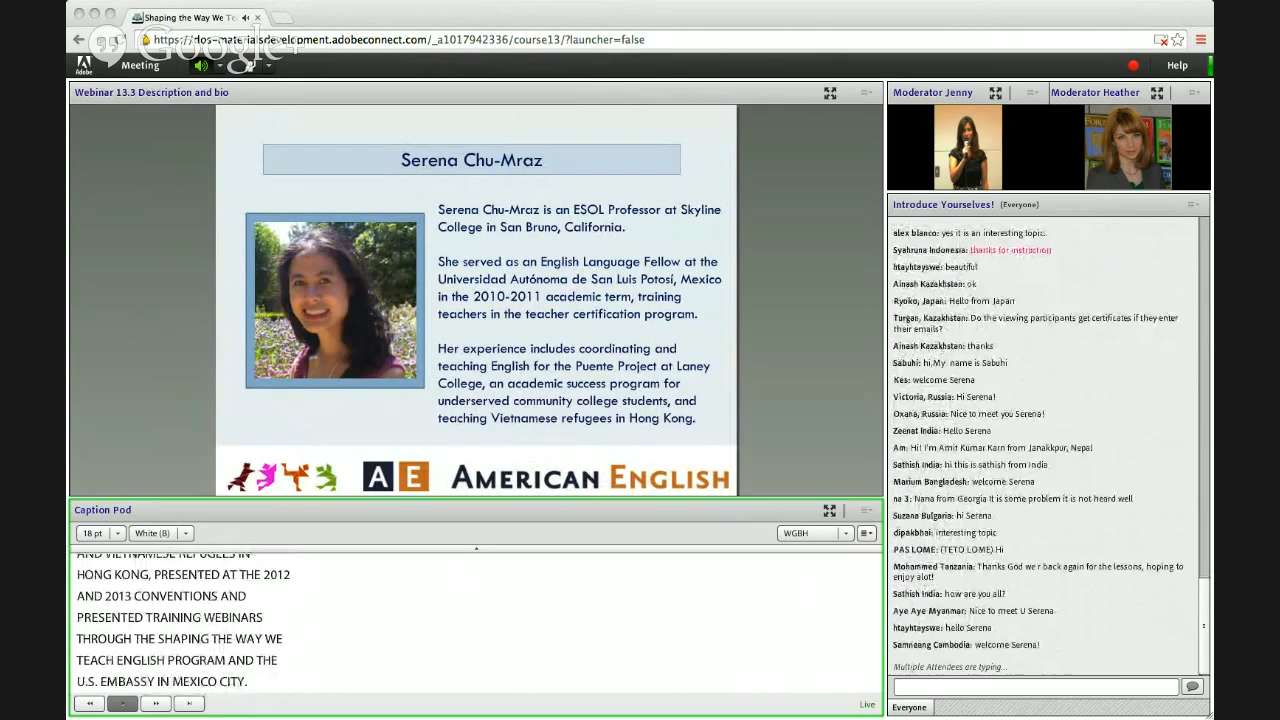 Shaping the Way We Te
Google+
https://dos-materialsdevelopment.adobeconnect.com/_a1017942336/course13/?launcher=false
Adobe
Meeting
Help
Webinar 13.3 Description and bio
Serena Chu-Mraz
Serena Chu-Mraz is an ESOL Professor at Skyline
College in San Bruno, California.
She served as an English Language Fellow at the
Universidad Autónoma de San Luis Potosí, Mexico
in the 2010-2011 academic term, training
teachers in the teacher certification program.
Her experience includes coordinating and
teaching English for the Puente Project at Laney
College, an academic success program for
underserved community college students, and
teaching Vietnamese refugees in Hong Kong.
AE AMERICAN ENGLISH
Caption Pod
18 pt
White (B)
WGBH
AND VIETNAMESE REFUGEES IN
HONG KONG, PRESENTED AT THE 2012
AND 2013 CONVENTIONS AND
PRESENTED TRAINING WEBINARS
THROUGH THE SHAPING THE WAY WE
TEACH ENGLISH PROGRAM AND THE
U.S. EMBASSY IN MEXICO CITY.
Live
Moderator Jenny
Moderator Heather
Introduce Yourselves! (Everyone)
alex blanco: yes it is an interesting topic.
Syahruna Indonesia: thanks for instruction
htayhtayswe: beautiful
Ainash Kazakhstan: ok
Ryoko, Japan: Hello from Japan
Turgan, Kazakhstan: Do the viewing participants get certificates if they enter
their emails?
Ainash Kazakhstan: thanks
Sabuhi: hi,My name is Sabuhi
Kes: welcome Serena
Victoria, Russia: Hi Serena!
Oxana, Russia: Nice to meet you Serena!
Zeenat India: Hello Serena
Am: Hi! I'm Amit Kumar Karn from Janakkpur, Nepal!
Sathish India: hi this is sathish from India
Marium Bangladesh: welcome Serena
na 3: Nana from Georgia It is some problem it is not heard well
Suzana Bulgaria: hi Serena
dipakbhai: interesting topic
PAS LOME: (TETO LOME) Hi
Mohammed Tanzania: Thanks God we r back again for the lessons, hoping to
enjoy alot!
Sathish India: how are you all?
Aye Aye Myanmar: Nice to meet U Serena
htayhtayswe: hello Serena
Samneang Cambodia: welcome Serena!
Multiple Attendees are typing...
Everyone